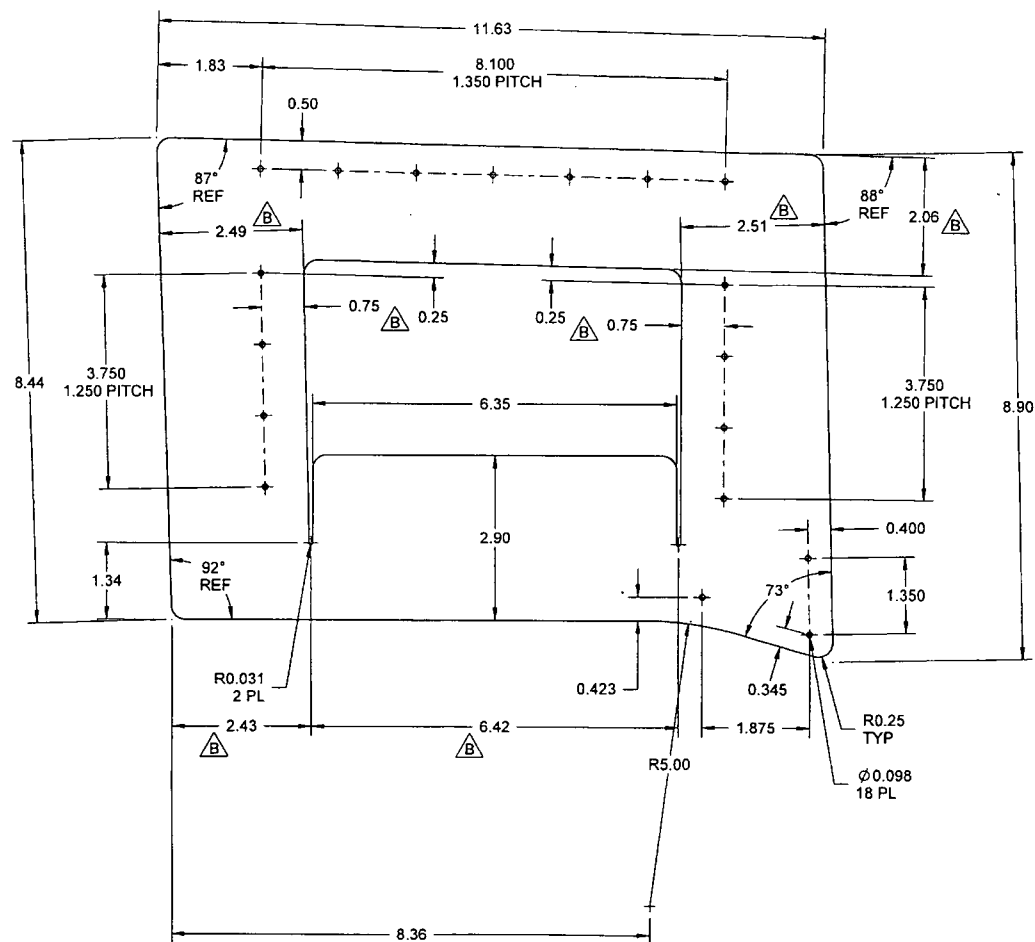 11.63
1.83
8.100
1.350 PITCH
0.50
87°
REF
88°
REF
B
B
2.06
B
2.49
2.51
0.75
B
0.25
0.25
B
0.75
3.750
1.250 PITCH
3.750
1.250 PITCH
8.44
8.90
6.35
2.90
0.400
1.34
92°
REF
73°
1.350
R0.031
2 PL
0.423
0.345
2.43
B
6.42
B
1.875
R0.25
TYP
R5.00
Ø0.098
18 PL
8.36